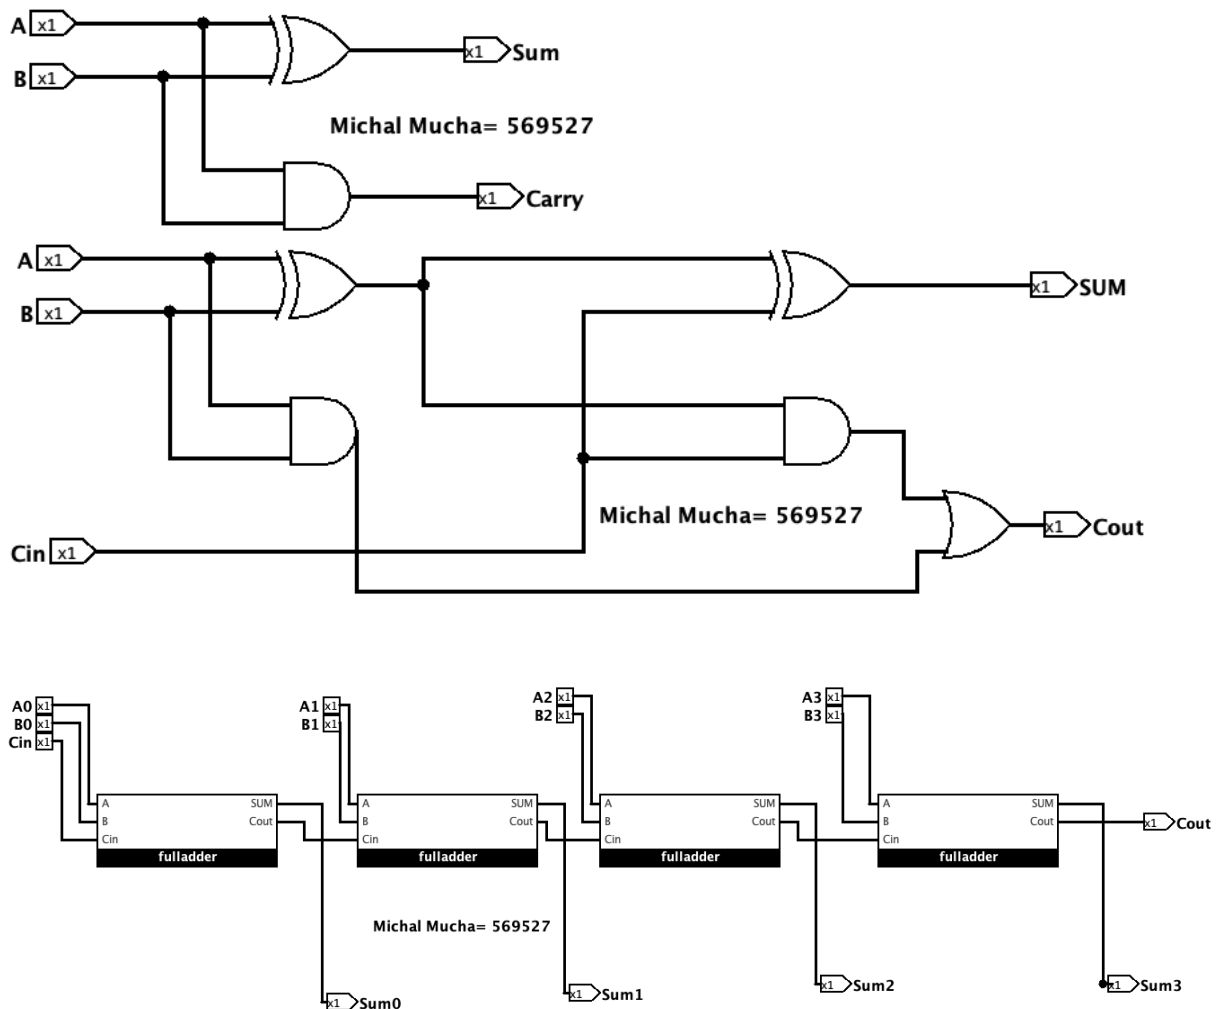 A x1
x1 Sum
B x1
Michal Mucha= 569527
x1 Carry
A x1
x1 SUM
B x1
Michal Mucha= 569527
x1 Cout
Cin x1
A0 x1
B0 x1
Cin x1
A1 x1
B1 x1
A2 x1
B2 x1
A3 x1
B3 x1
A SUM
B Cout
Cin
fulladder
A SUM
B Cout
Cin
fulladder
A SUM
B Cout
Cin
fulladder
A SUM
B Cout
Cin
fulladder
x1 Cout
Michal Mucha= 569527
x1 Sum0
x1 Sum1
x1 Sum2
x1 Sum3